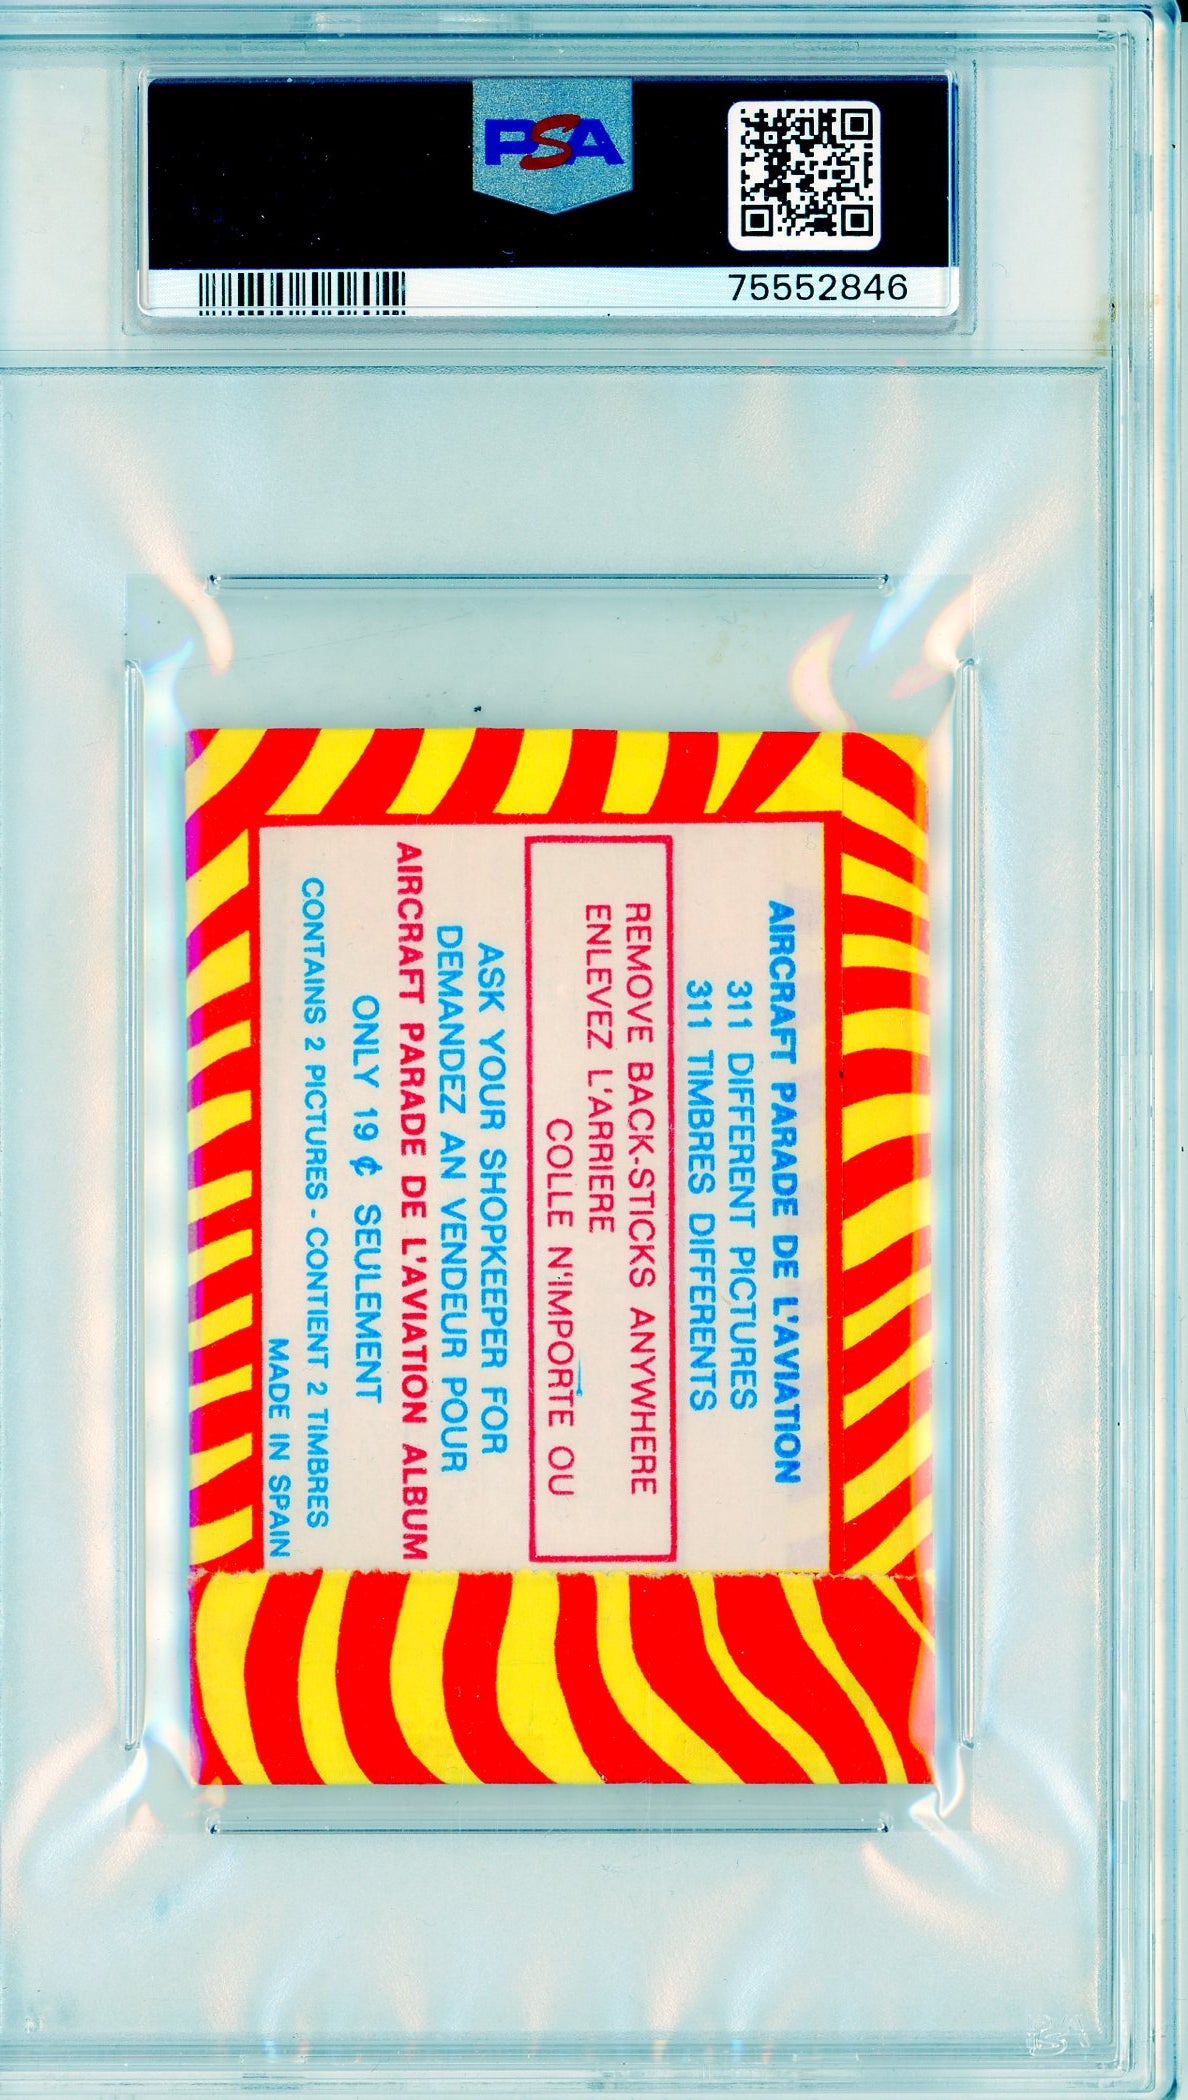 PSA
75552846
AIRCRAFT PARADE DE L'AVIATION
311 DIFFERENT PICTURES
311 TIMBRES DIFFERENTS
REMOVE BACK-STICKS ANYWHERE
ENLEVEZ L'ARRIERE
COLLE N'IMPORTE OU
ASK YOUR SHOPKEEPER FOR
DEMANDEZ AN VENDEUR POUR
AIRCRAFT PARADE DE L'AVIATION ALBUM
ONLY 19 ¢ SEULEMENT
CONTAINS 2 PICTURES - CONTIENT 2 TIMBRES
MADE IN SPAIN
PSA